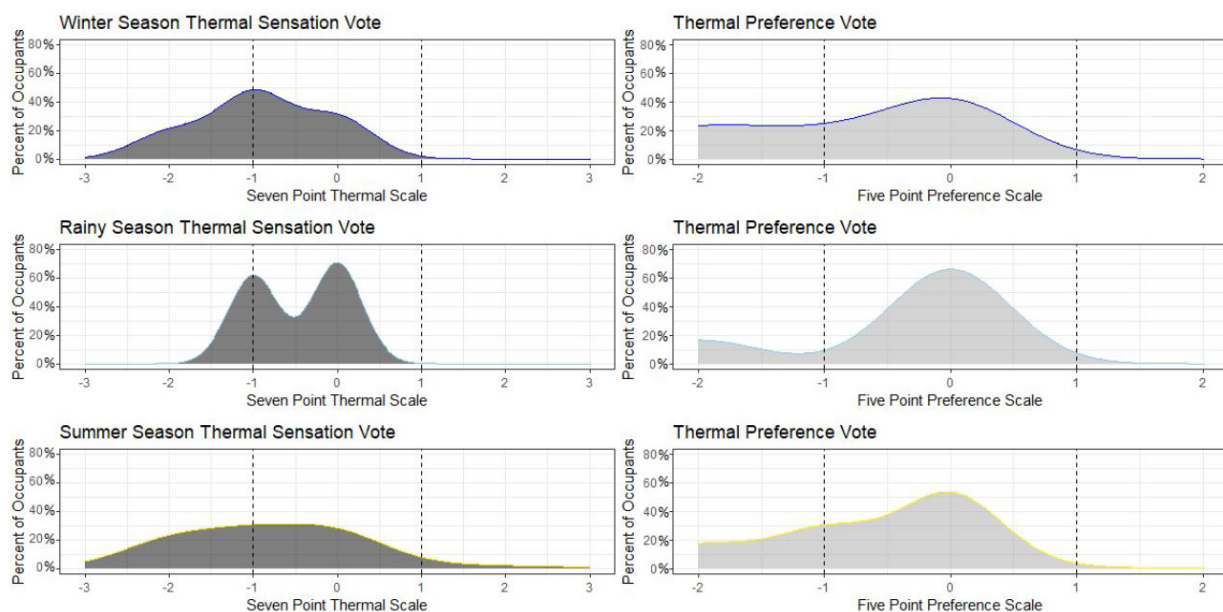 Winter Season Thermal Sensation Vote
Percent of Occupants
80%
60%
40%
20%
0%
-3 -2 -1 0 1 2 3
Seven Point Thermal Scale
Thermal Preference Vote
Percent of Occupants
80%
60%
40%
20%
0%
-2 -1 0 1 2
Five Point Preference Scale
Rainy Season Thermal Sensation Vote
Percent of Occupants
80%
60%
40%
20%
0%
-3 -2 -1 0 1 2 3
Seven Point Thermal Scale
Thermal Preference Vote
Percent of Occupants
80%
60%
40%
20%
0%
-2 -1 0 1 2
Five Point Preference Scale
Summer Season Thermal Sensation Vote
Percent of Occupants
80%
60%
40%
20%
0%
-3 -2 -1 0 1 2 3
Seven Point Thermal Scale
Thermal Preference Vote
Percent of Occupants
80%
60%
40%
20%
0%
-2 -1 0 1 2
Five Point Preference Scale